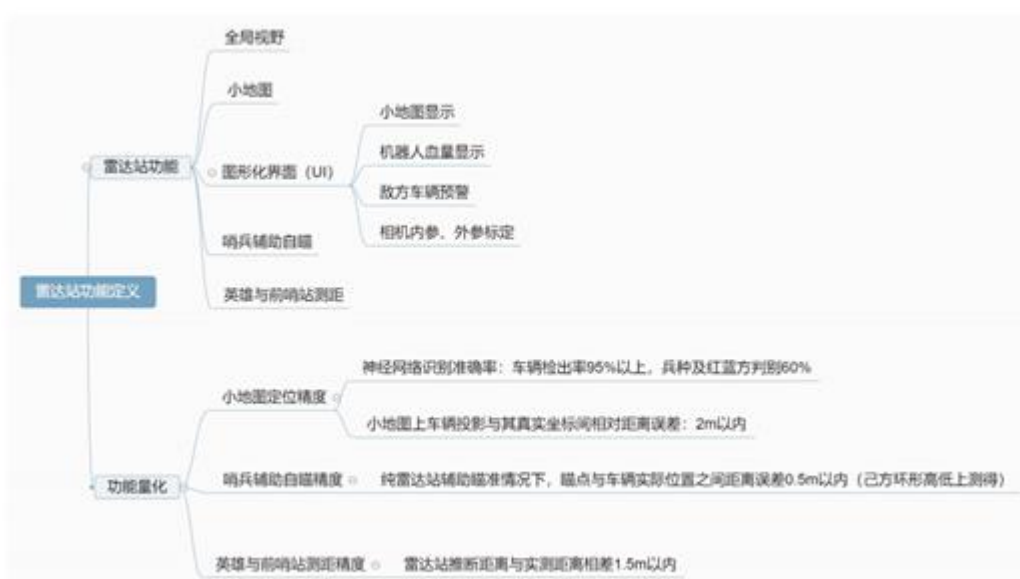 全局视野
小地图
小地图显示
机器人血量显示
雷达站功能
图形化界面（UI）
敌方车辆预警
相机内参、外参标定
哨兵辅助自瞄
英雄与前哨站测距
雷达站功能定义
神经网络识别准确率：车辆检出率95%以上，兵种及红蓝方判别60%
小地图定位精度
小地图上车辆投影与其真实坐标间相对距离误差：2m以内
功能量化
哨兵辅助自瞄精度
纯雷达站辅助瞄准情况下，瞄点与车辆实际位置之间距离误差0.5m以内（己方环形高低上测得）
英雄与前哨站测距精度
雷达站推断距离与实测距离相差1.5m以内